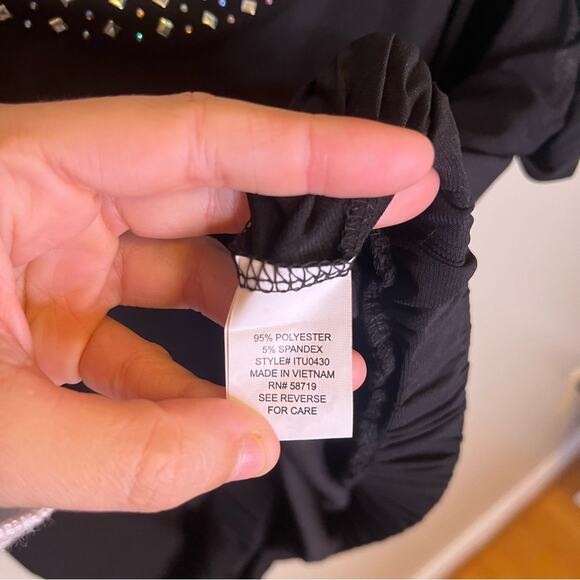 95% POLYESTER
5% SPANDEX
STYLE# ITU0430
MADE IN VIETNAM
RN# 58719
SEE REVERSE
FOR CARE